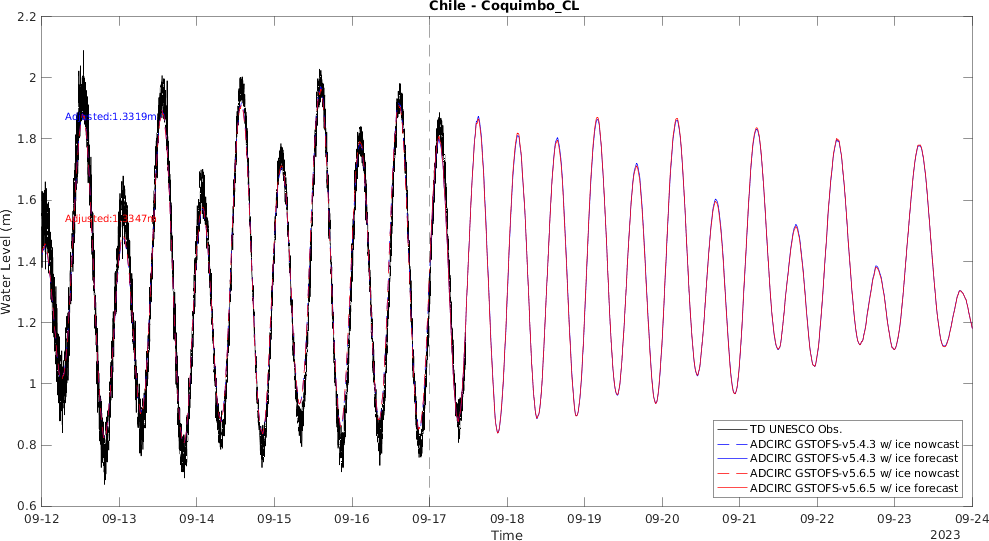 Chile - Coquimbo_CL
2.2
2
1.8
1.6
1.4
1.2
1
0.8
0.6
Water Level (m)
Adjusted:1.3319m
Adjusted:1.3347m
TD UNESCO Obs.
ADCIRC GSTOFS-v5.4.3 w/ ice nowcast
ADCIRC GSTOFS-v5.4.3 w/ ice forecast
ADCIRC GSTOFS-v5.6.5 w/ ice nowcast
ADCIRC GSTOFS-v5.6.5 w/ ice forecast
09-12 09-13 09-14 09-15 09-16 09-17 09-18 09-19 09-20 09-21 09-22 09-23 09-24
Time
2023